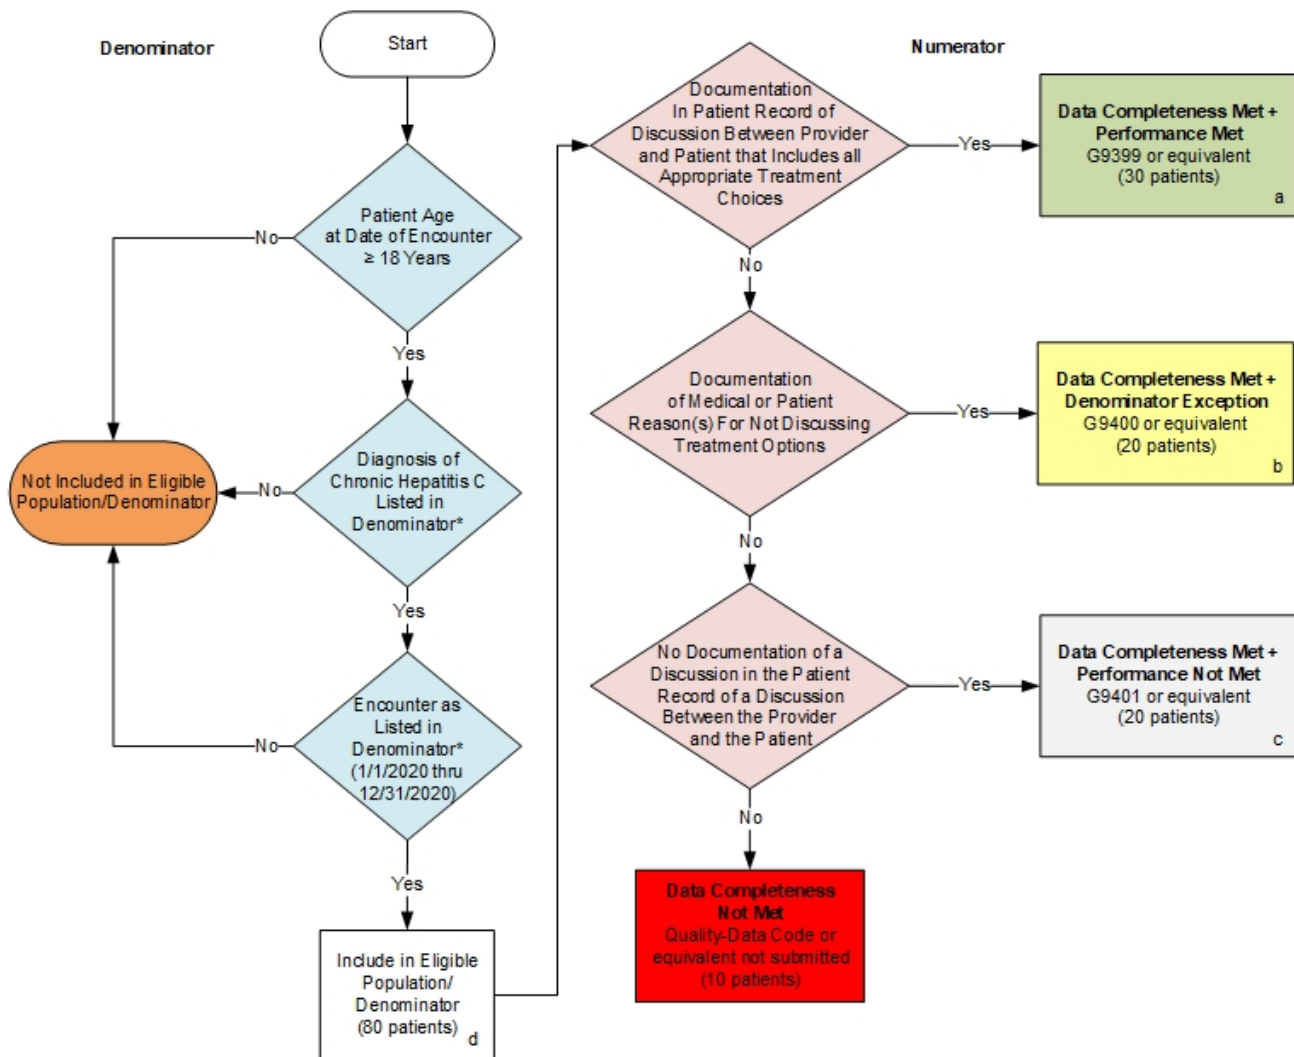 Denominator
Start
Patient Age
at Date of Encounter
≥ 18 Years
No
Yes
Diagnosis of
Chronic Hepatitis C
Listed in
Denominator*
No
Not Included in Eligible
Population/Denominator
Yes
Encounter as
Listed in
Denominator*
(1/1/2020 thru
12/31/2020)
No
Yes
Include in Eligible
Population/
Denominator
(80 patients)
d
Numerator
Documentation
In Patient Record of
Discussion Between Provider
and Patient that Includes all
Appropriate Treatment
Choices
Yes
Data Completeness Met +
Performance Met
G9399 or equivalent
(30 patients)
a
No
Documentation
of Medical or Patient
Reason(s) For Not Discussing
Treatment Options
Yes
Data Completeness Met +
Denominator Exception
G9400 or equivalent
(20 patients)
b
No
No Documentation of a
Discussion in the Patient
Record of a Discussion
Between the Provider
and the Patient
Yes
Data Completeness Met +
Performance Not Met
G9401 or equivalent
(20 patients)
c
No
Data Completeness
Not Met
Quality-Data Code or
equivalent not submitted
(10 patients)